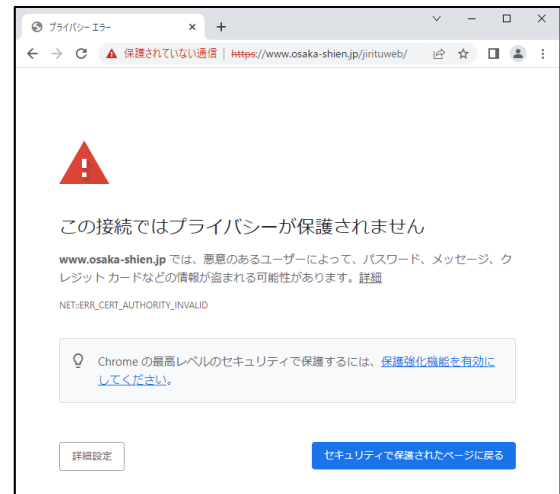 プライバシー エラー
保護されていない通信 | https://www.osaka-shien.jp/jirituweb/
この接続ではプライバシーが保護されません
www.osaka-shien.jp では、悪意のあるユーザーによって、パスワード、メッセージ、ク
レジット カードなどの情報が盗まれる可能性があります。詳細
NET::ERR_CERT_AUTHORITY_INVALID
Chrome の最高レベルのセキュリティで保護するには、保護強化機能を有効に
してください。
詳細設定
セキュリティで保護されたページに戻る